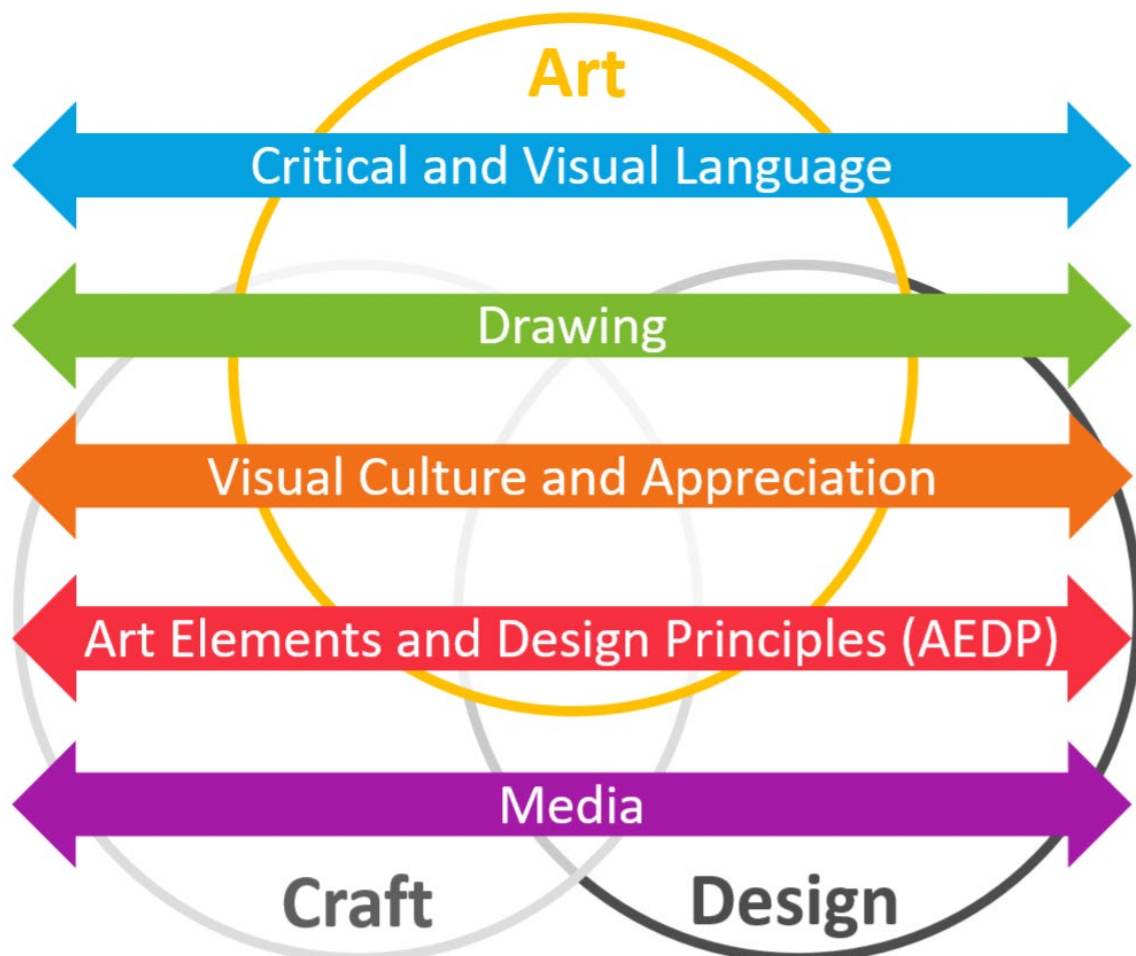 Art
Critical and Visual Language
Drawing
Visual Culture and Appreciation
Art Elements and Design Principles (AEDP)
Media
Craft
Design